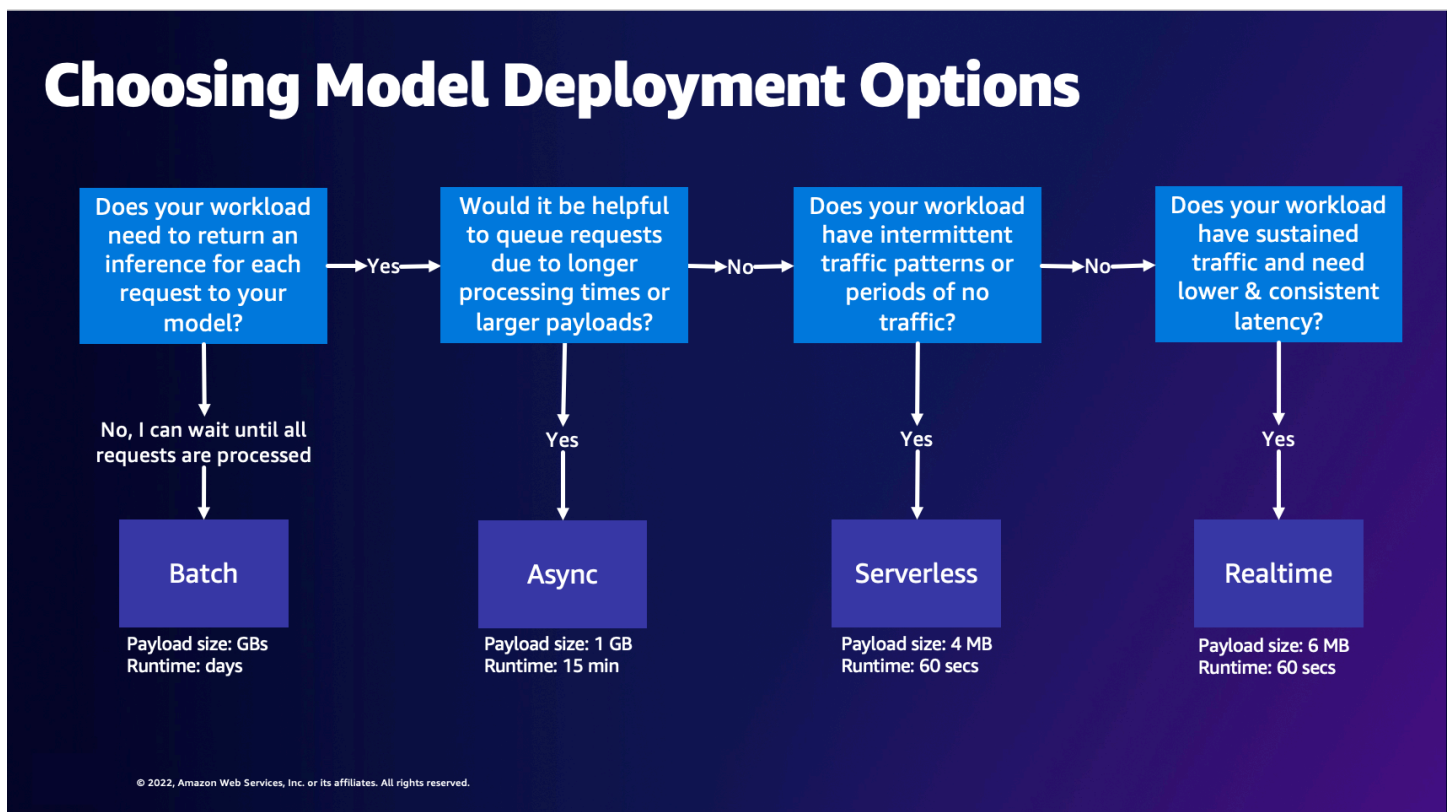 Choosing Model Deployment Options
Does your workload
need to return an
inference for each
request to your
model?
Yes
Would it be helpful
to queue requests
due to longer
processing times or
larger payloads?
No
Does your workload
have intermittent
traffic patterns or
periods of no
traffic?
No
Does your workload
have sustained
traffic and need
lower & consistent
latency?
No, I can wait until all
requests are processed
Yes
Yes
Yes
Batch
Async
Serverless
Realtime
Payload size: GBs
Runtime: days
Payload size: 1 GB
Runtime: 15 min
Payload size: 4 MB
Runtime: 60 secs
Payload size: 6 MB
Runtime: 60 secs
© 2022, Amazon Web Services, Inc. or its affiliates. All rights reserved.